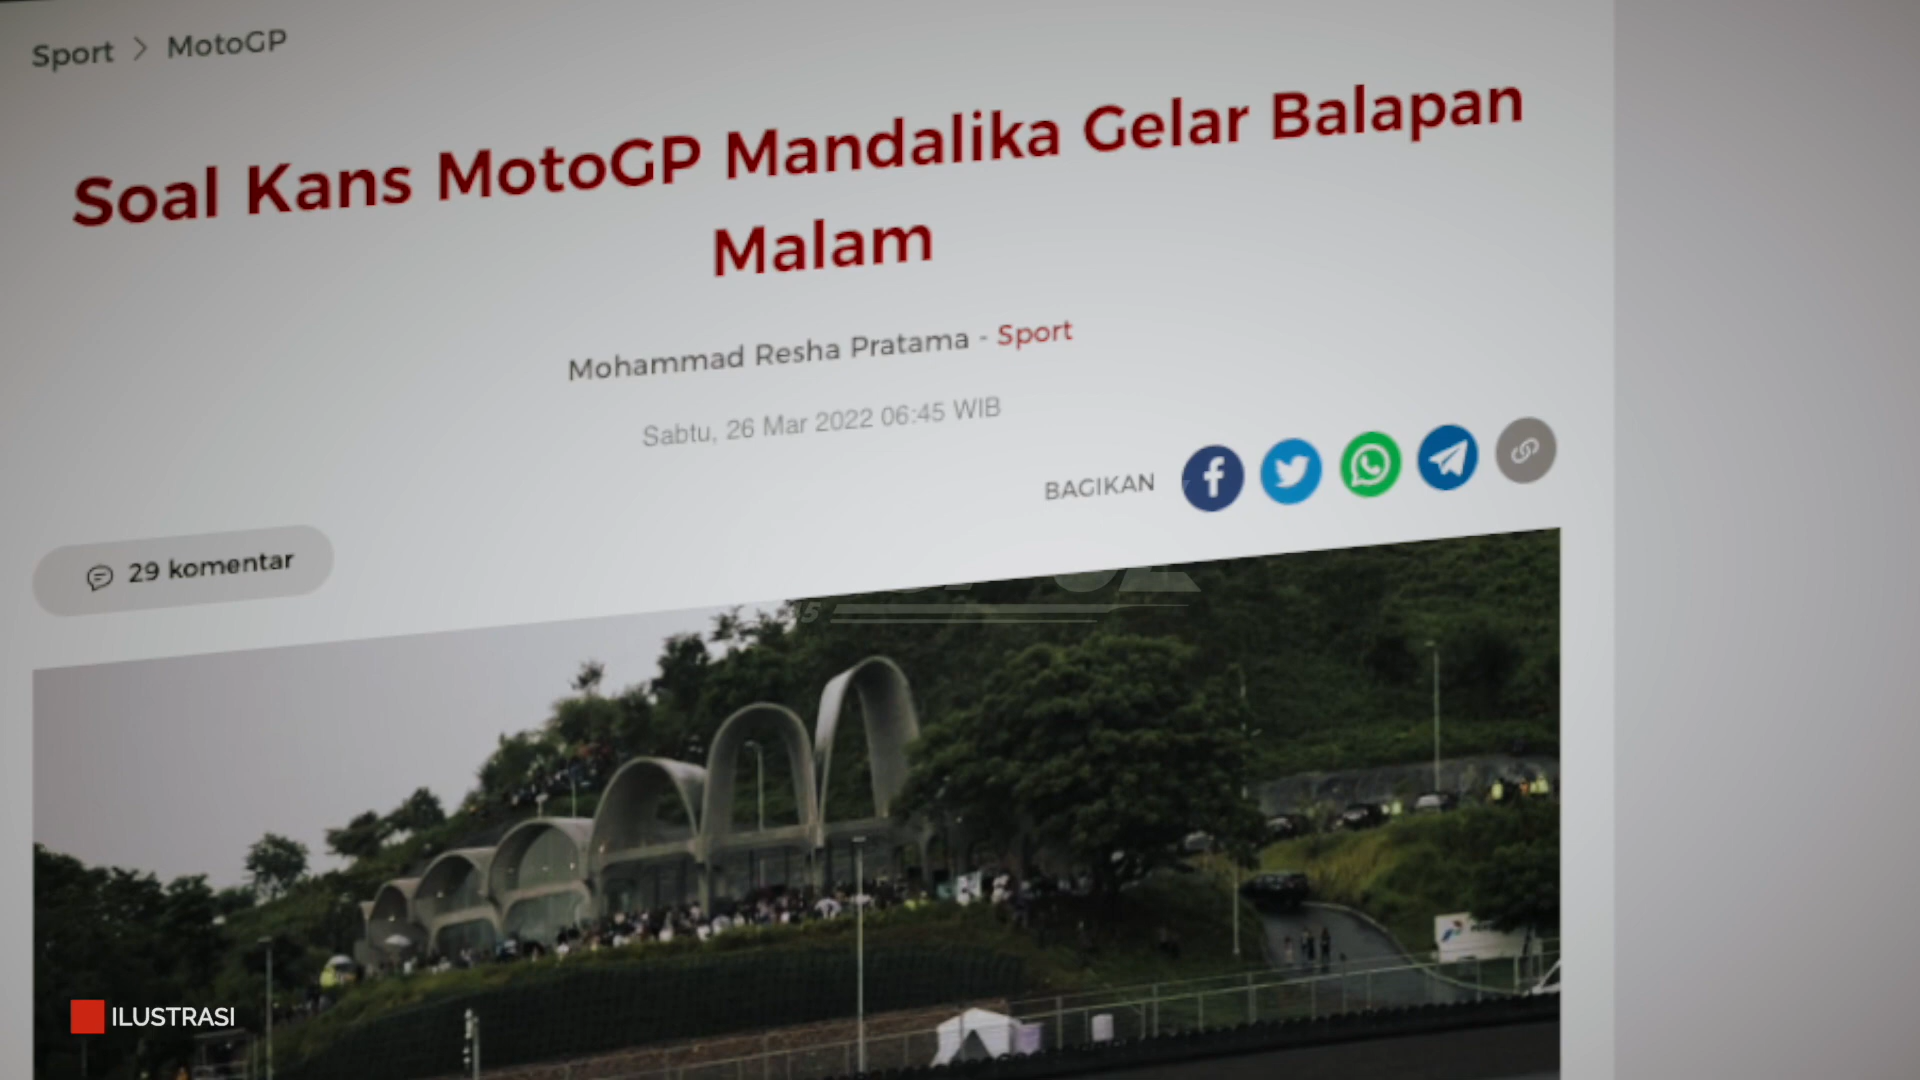 Sport > MotoGP
Soal Kans MotoGP Mandalika Gelar Balapan
Malam
Mohammad Resha Pratama - Sport
Sabtu, 26 Mar 2022 06:45 WIB
BAGIKAN
29 komentar
ILUSTRASI